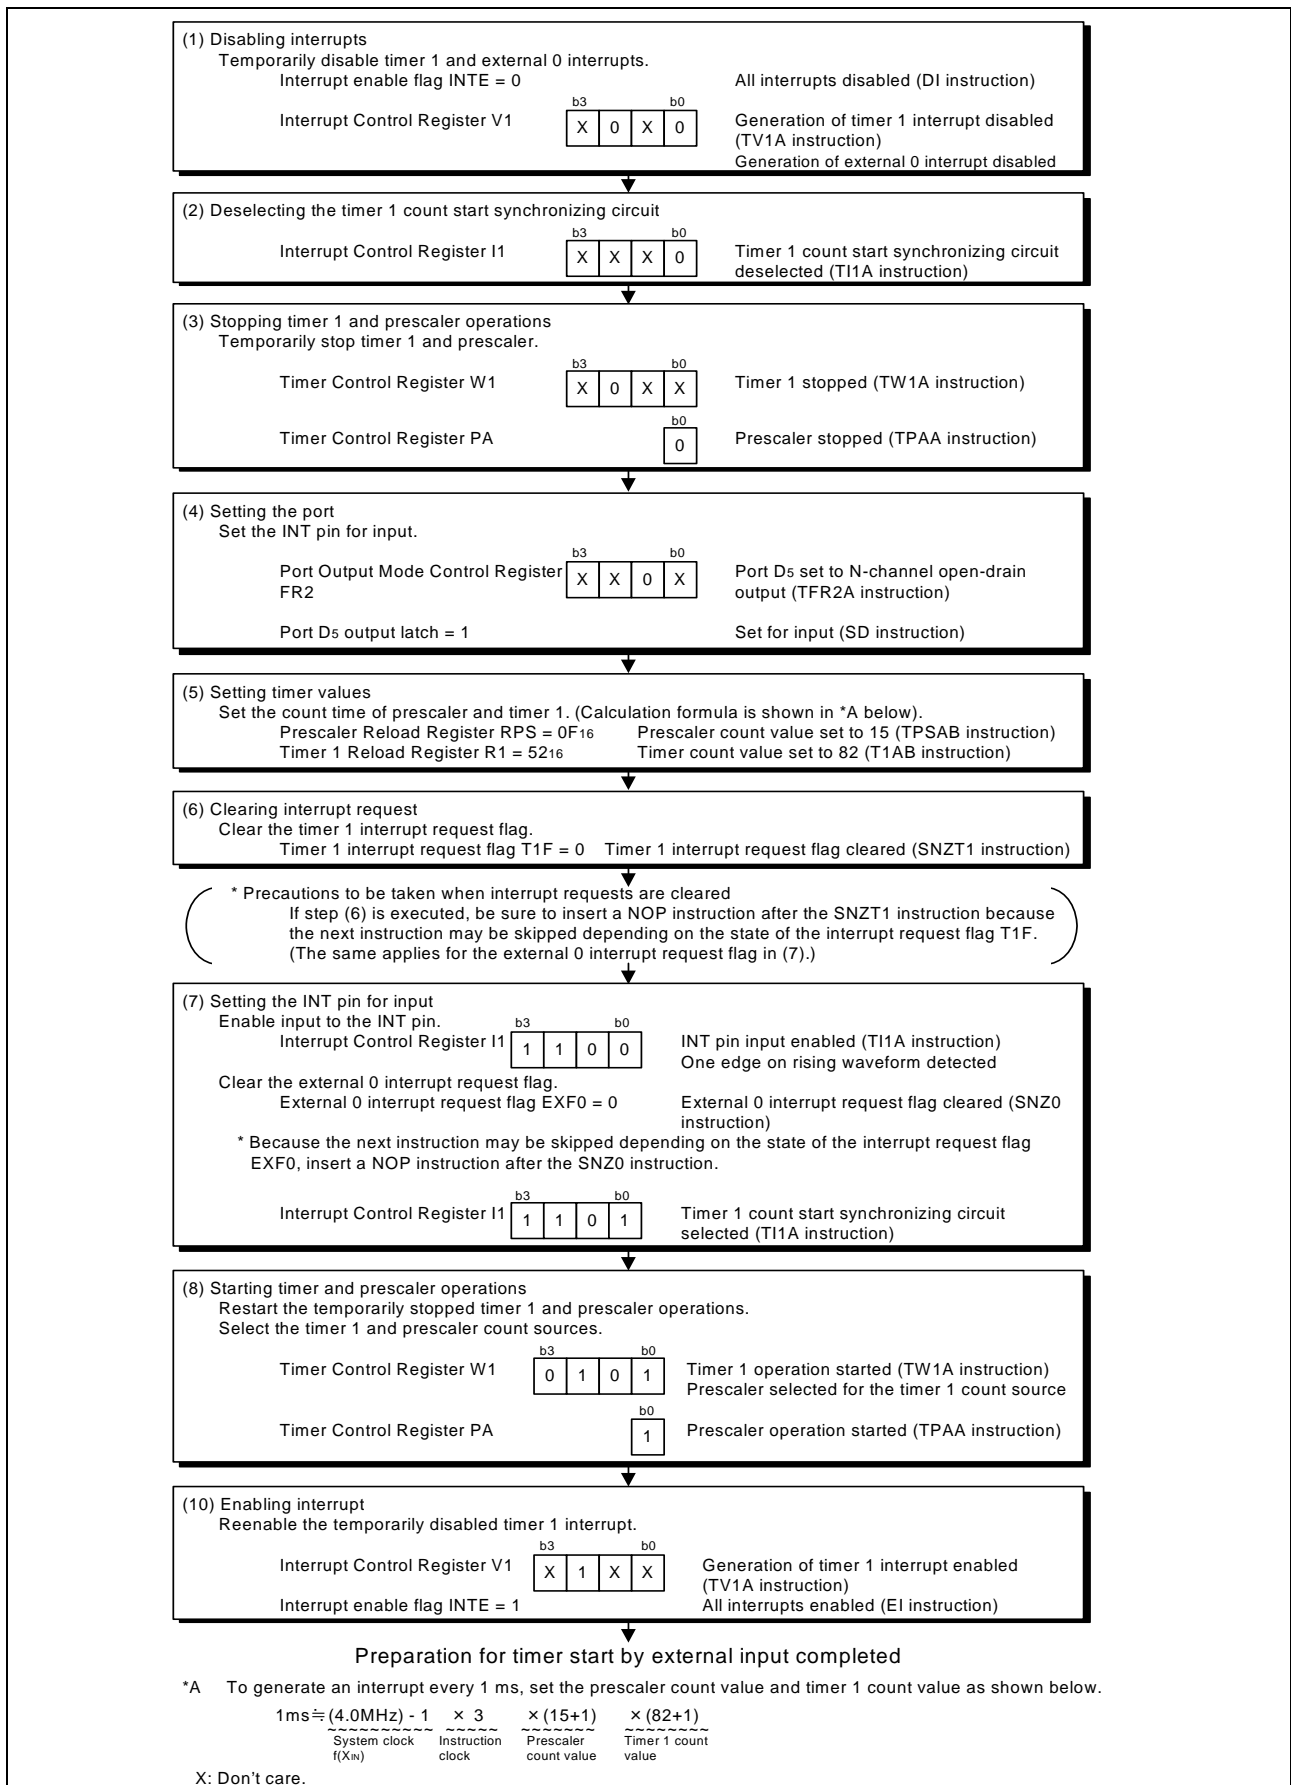 (1) Disabling interrupts
Temporarily disable timer 1 and external 0 interrupts.
Interrupt enable flag INTE = 0 All interrupts disabled (DI instruction)
b3 b0
Interrupt Control Register V1 X 0 X 0 Generation of timer 1 interrupt disabled
(TV1A instruction)
Generation of external 0 interrupt disabled
(2) Deselecting the timer 1 count start synchronizing circuit
b3 b0
Interrupt Control Register I1 X X X 0 Timer 1 count start synchronizing circuit
deselected (TI1A instruction)
(3) Stopping timer 1 and prescaler operations
Temporarily stop timer 1 and prescaler.
b3 b0
Timer Control Register W1 X 0 X X Timer 1 stopped (TW1A instruction)
b0
Timer Control Register PA 0 Prescaler stopped (TPAA instruction)
(4) Setting the port
Set the INT pin for input.
b3 b0
Port Output Mode Control Register X X 0 X Port D5 set to N-channel open-drain
FR2 output (TFR2A instruction)
Port D5 output latch = 1 Set for input (SD instruction)
(5) Setting timer values
Set the count time of prescaler and timer 1. (Calculation formula is shown in *A below).
Prescaler Reload Register RPS = 0F16 Prescaler count value set to 15 (TPSAB instruction)
Timer 1 Reload Register R1 = 5216 Timer count value set to 82 (T1AB instruction)
(6) Clearing interrupt request
Clear the timer 1 interrupt request flag.
Timer 1 interrupt request flag T1F = 0 Timer 1 interrupt request flag cleared (SNZT1 instruction)
* Precautions to be taken when interrupt requests are cleared
If step (6) is executed, be sure to insert a NOP instruction after the SNZT1 instruction because
the next instruction may be skipped depending on the state of the interrupt request flag T1F.
(The same applies for the external 0 interrupt request flag in (7).)
(7) Setting the INT pin for input
Enable input to the INT pin.
b3 b0
Interrupt Control Register I1 1 1 0 0 INT pin input enabled (TI1A instruction)
One edge on rising waveform detected
Clear the external 0 interrupt request flag.
External 0 interrupt request flag EXF0 = 0 External 0 interrupt request flag cleared (SNZ0
instruction)
* Because the next instruction may be skipped depending on the state of the interrupt request flag
EXF0, insert a NOP instruction after the SNZ0 instruction.
b3 b0
Interrupt Control Register I1 1 1 0 1 Timer 1 count start synchronizing circuit
selected (TI1A instruction)
(8) Starting timer and prescaler operations
Restart the temporarily stopped timer 1 and prescaler operations.
Select the timer 1 and prescaler count sources.
b3 b0
Timer Control Register W1 0 1 0 1 Timer 1 operation started (TW1A instruction)
Prescaler selected for the timer 1 count source
b0
Timer Control Register PA 1 Prescaler operation started (TPAA instruction)
(10) Enabling interrupt
Reenable the temporarily disabled timer 1 interrupt.
b3 b0
Interrupt Control Register V1 X 1 X X Generation of timer 1 interrupt enabled
(TV1A instruction)
Interrupt enable flag INTE = 1 All interrupts enabled (EI instruction)
Preparation for timer start by external input completed
*A To generate an interrupt every 1 ms, set the prescaler count value and timer 1 count value as shown below.
1ms≒(4.0MHz) - 1 × 3 × (15+1) × (82+1)
System clock Instruction Prescaler Timer 1 count
f(XIN) clock count value value
X: Don't care.